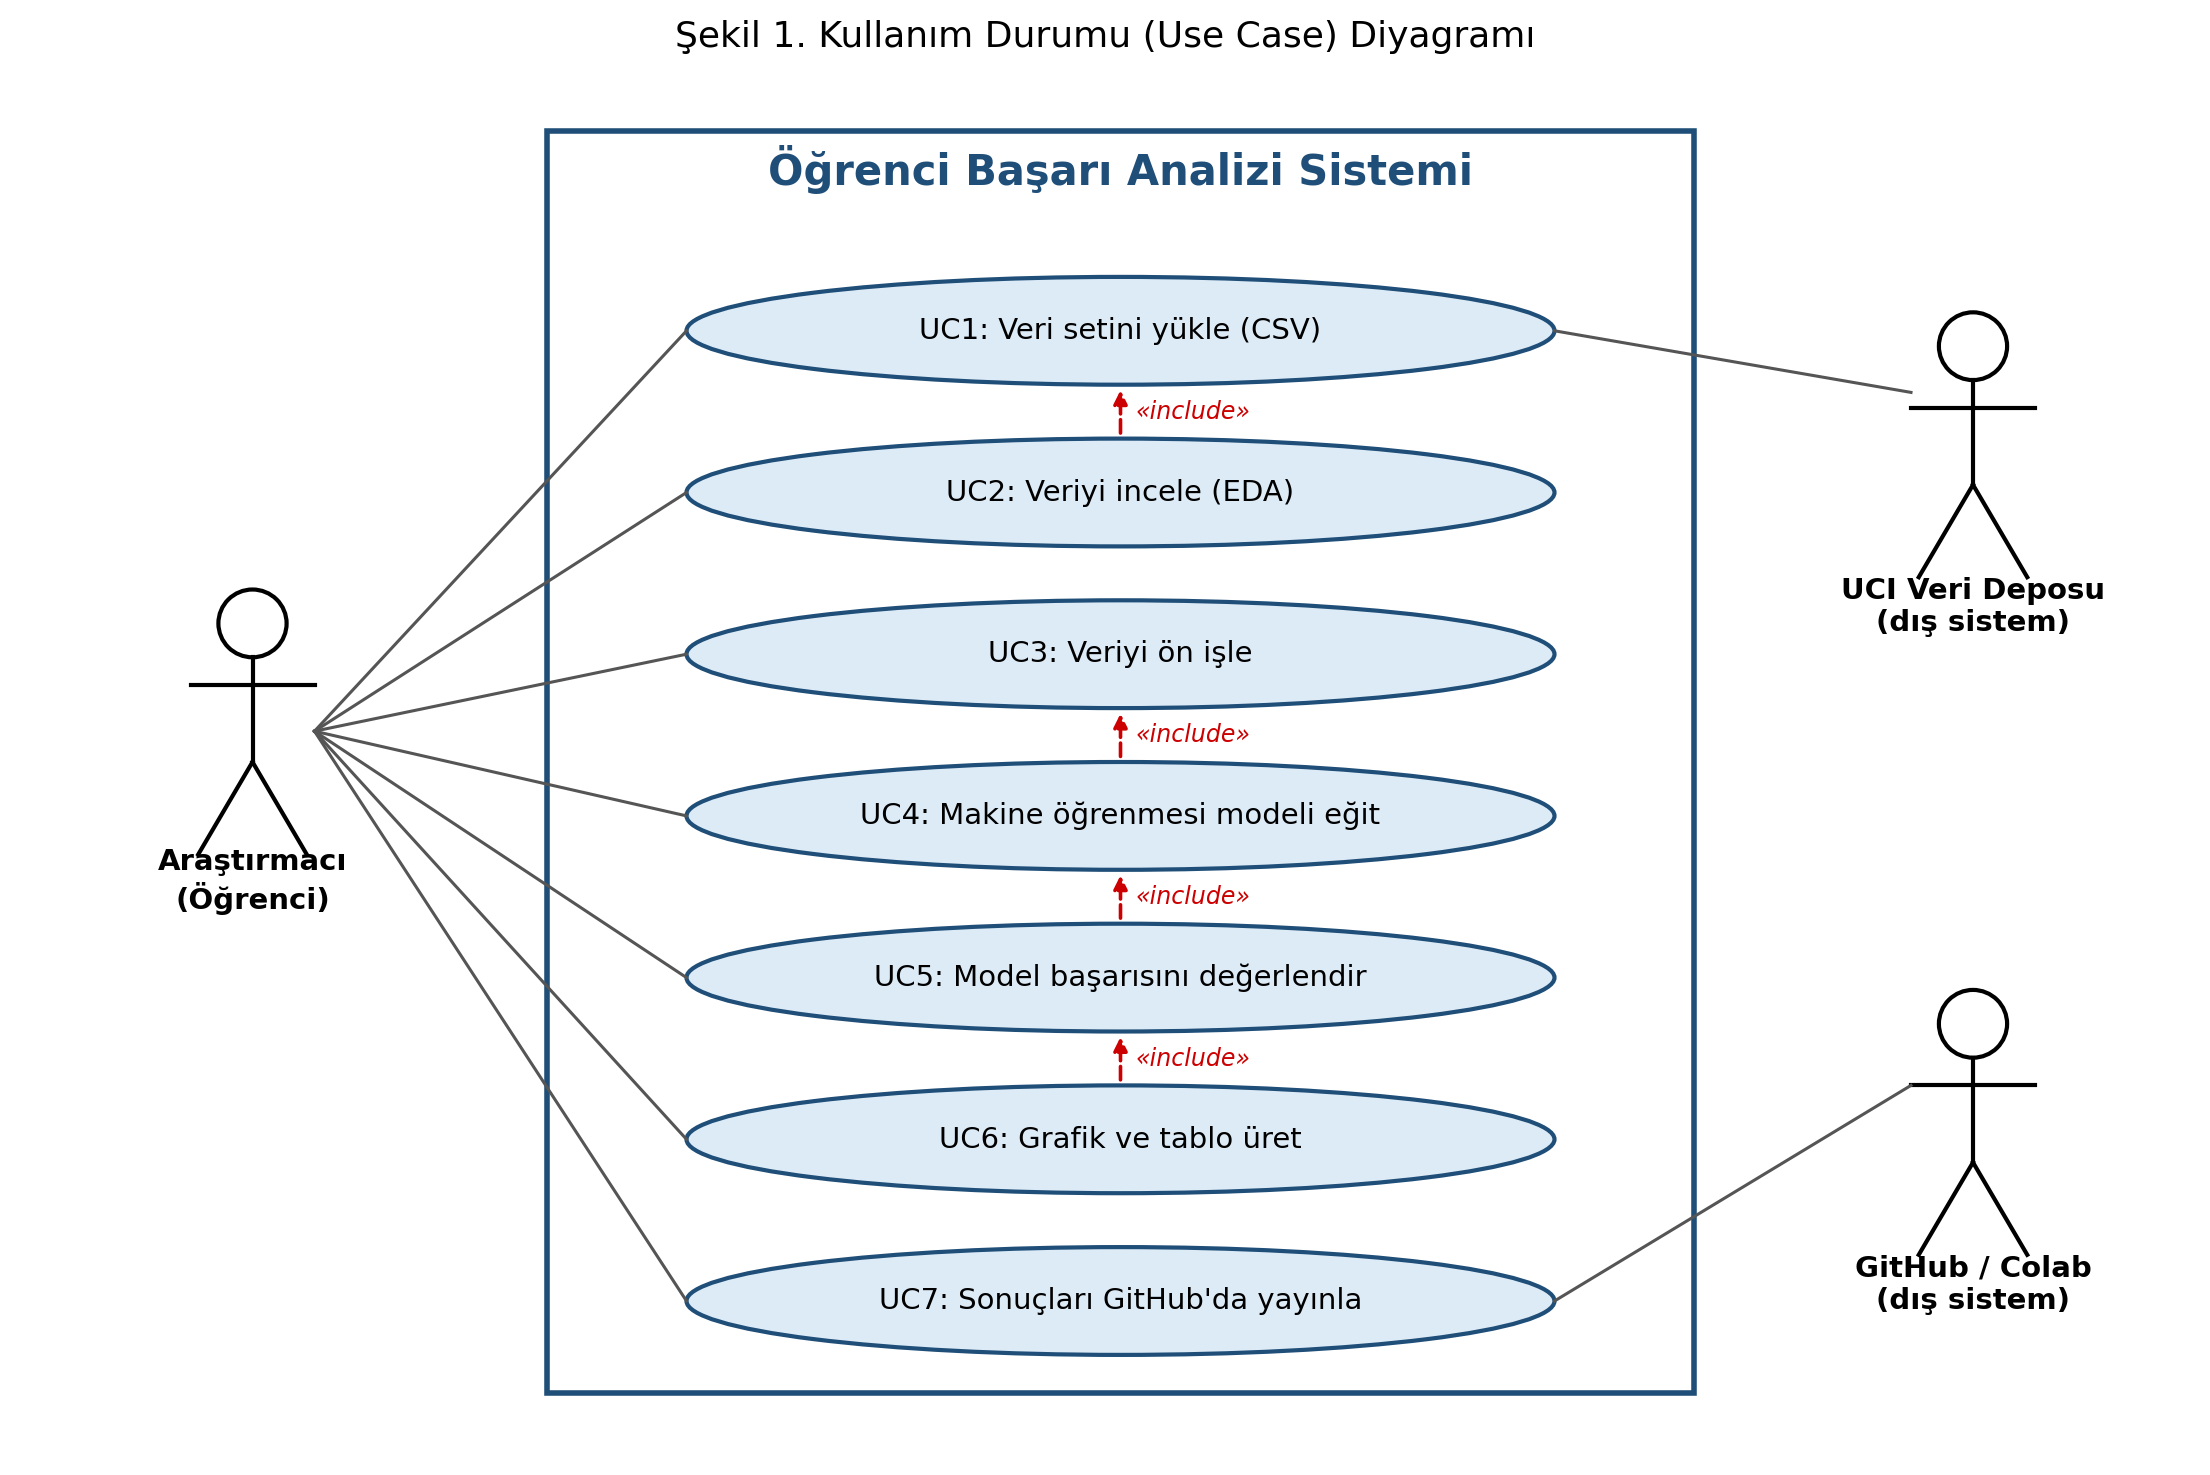 Şekil 1. Kullanım Durumu (Use Case) Diyagramı
Öğrenci Başarı Analizi Sistemi
UC1: Veri setini yükle (CSV)
«include»
UC2: Veriyi incele (EDA)
UC3: Veriyi ön işle
«include»
UC4: Makine öğrenmesi modeli eğit
«include»
UC5: Model başarısını değerlendir
«include»
UC6: Grafik ve tablo üret
UC7: Sonuçları GitHub'da yayınla
Araştırmacı
(Öğrenci)
UCI Veri Deposu
(dış sistem)
GitHub / Colab
(dış sistem)